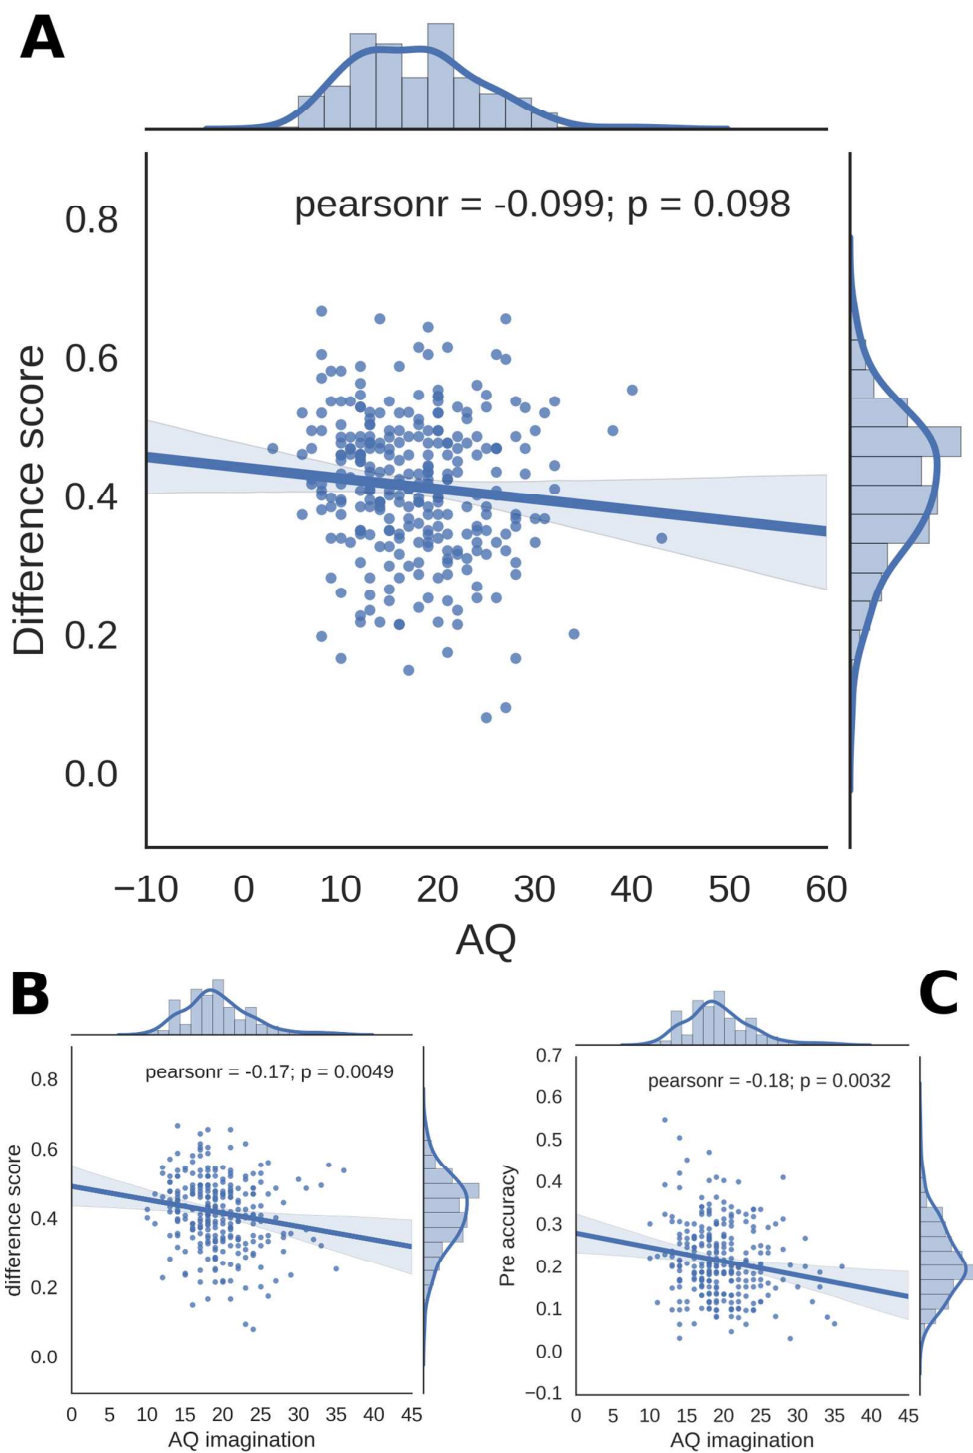 A
pearsonr = -0.099; p = 0.098
0.8
0.6
0.4
0.2
0.0
Difference score
−10 0 10 20 30 40 50 60
AQ
B
pearsonr = -0.17; p = 0.0049
0.8
0.6
0.4
0.2
0.0
difference score
0 5 10 15 20 25 30 35 40 45
AQ imagination
C
pearsonr = -0.18; p = 0.0032
0.7
0.6
0.5
0.4
0.3
0.2
0.1
0.0
−0.1
Pre accuracy
0 5 10 15 20 25 30 35 40 45
AQ imagination